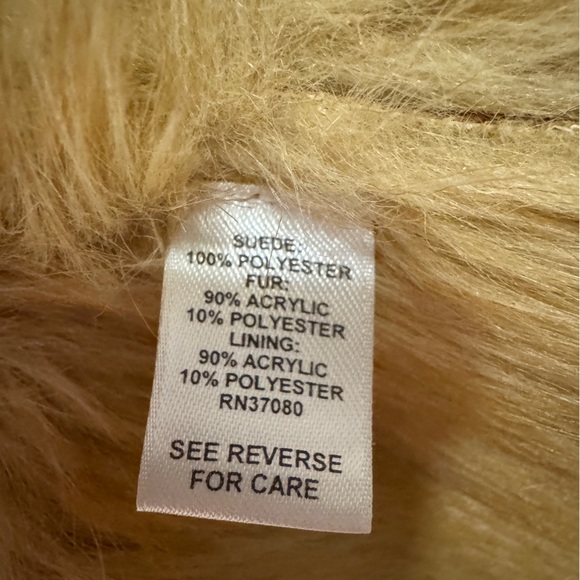 SUEDE:
100% POLYESTER
FUR:
90% ACRYLIC
10% POLYESTER
LINING:
90% ACRYLIC
10% POLYESTER
RN37080
SEE REVERSE
FOR CARE